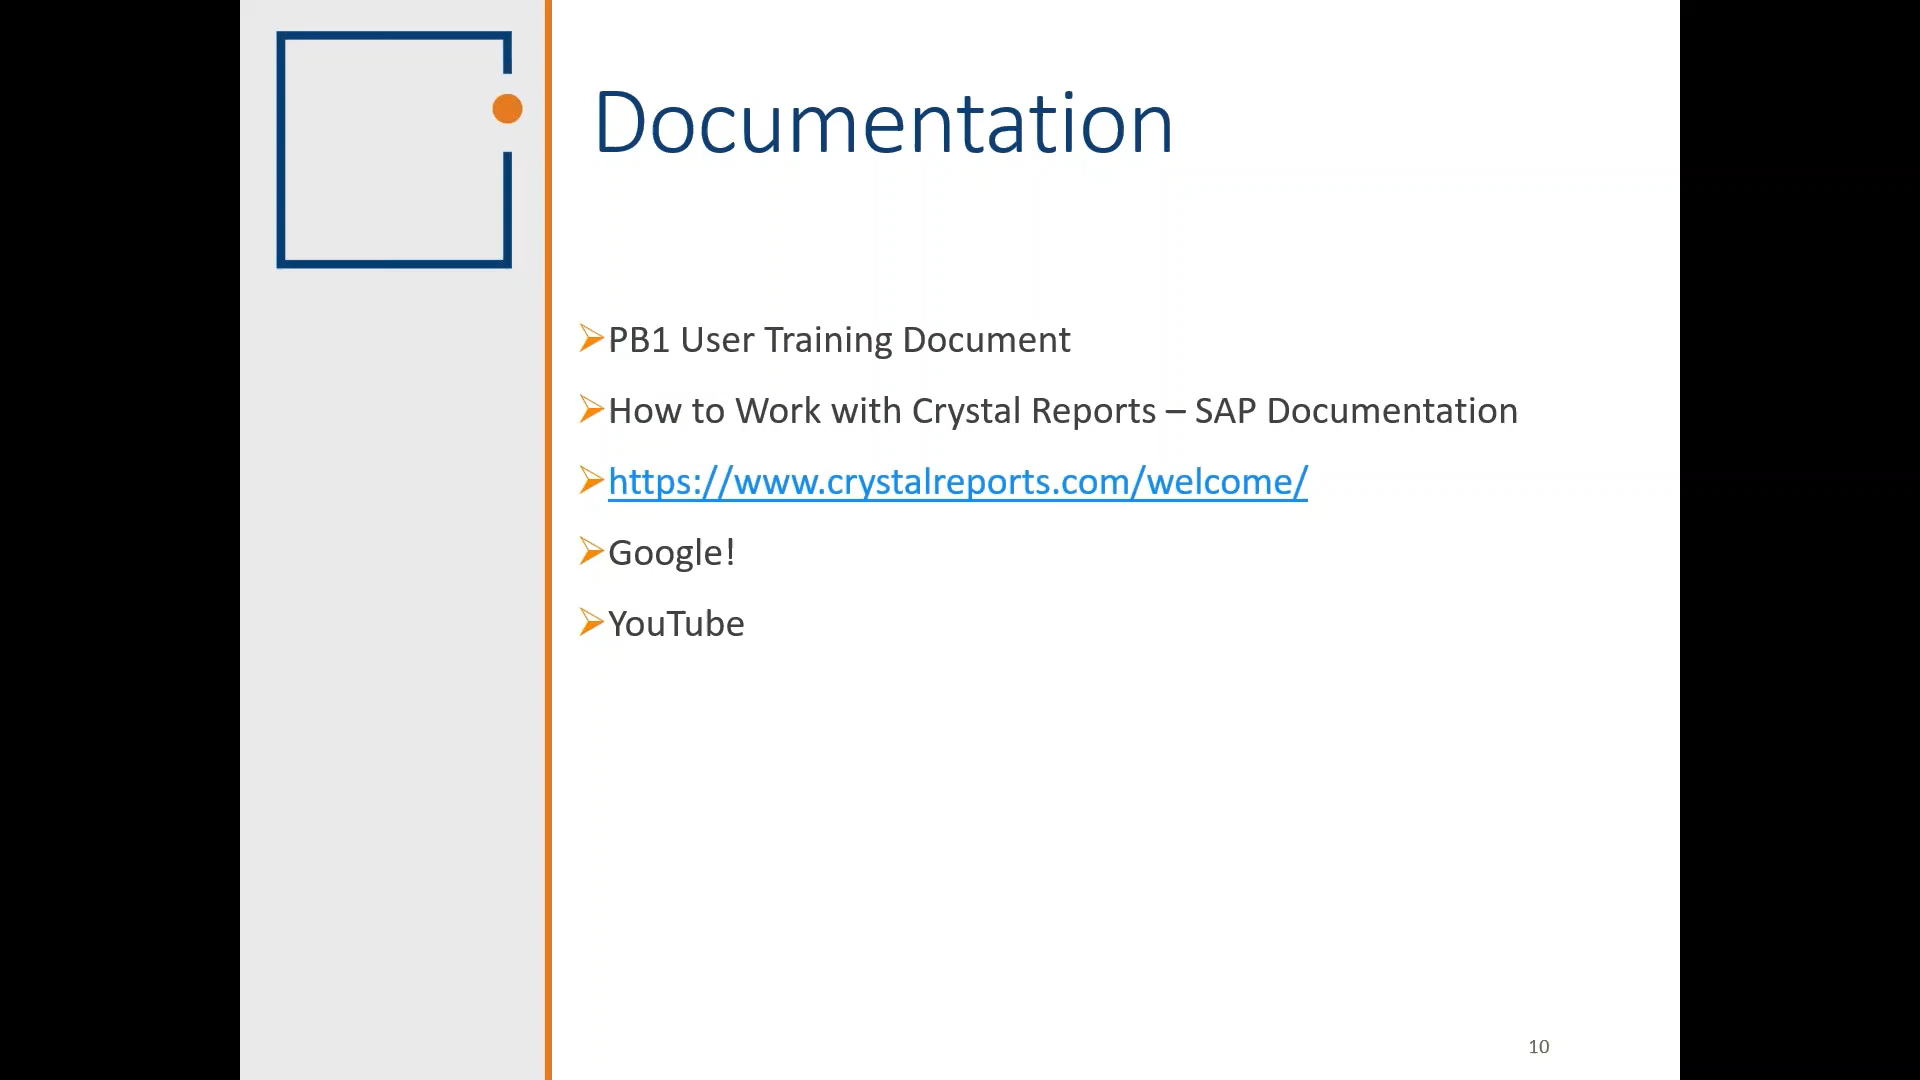 Documentation
PB1 User Training Document
How to Work with Crystal Reports – SAP Documentation
https://www.crystalreports.com/welcome/
Google!
YouTube
10